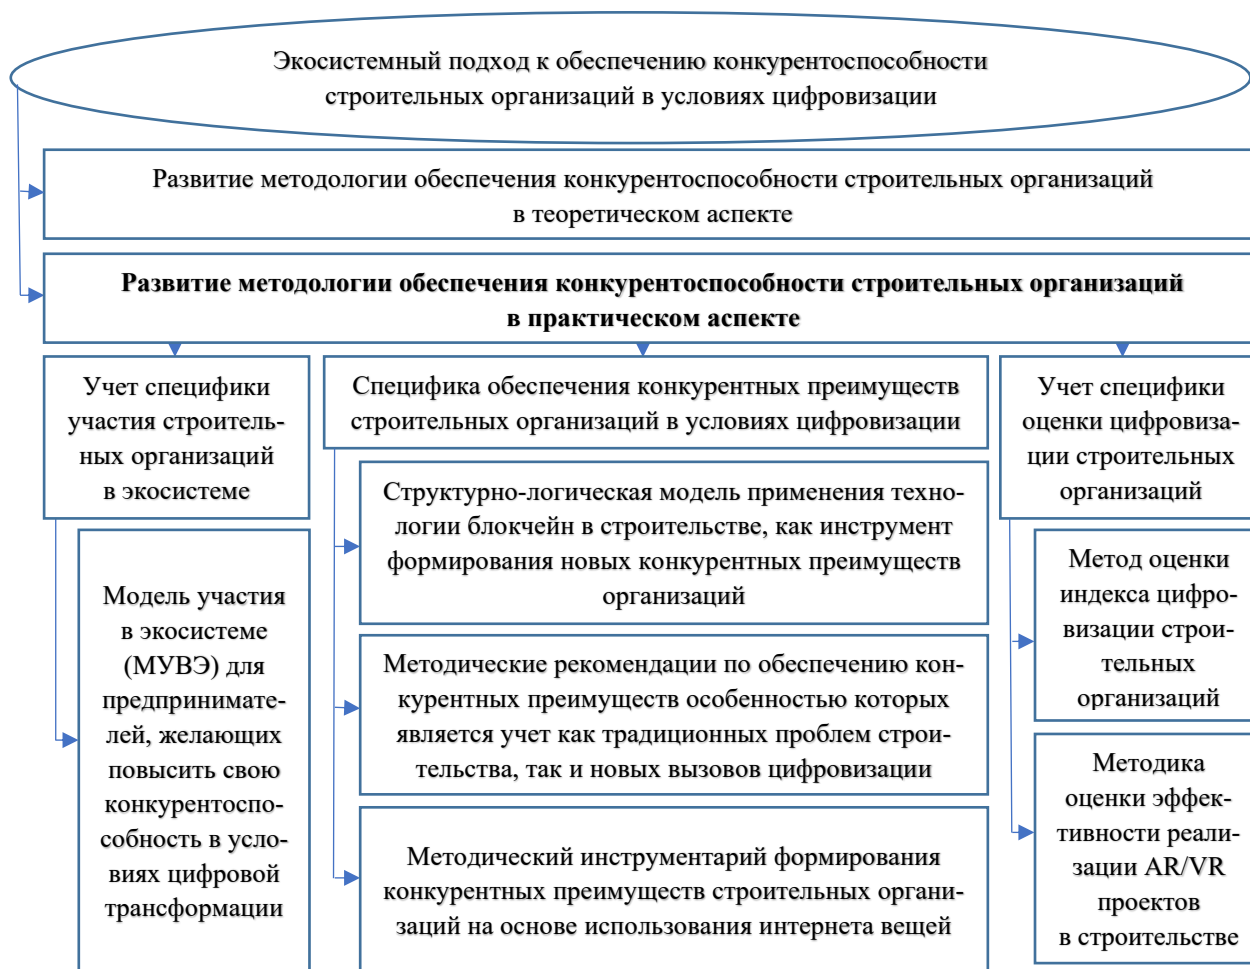 Экосистемный подход к обеспечению конкурентоспособности
строительных организаций в условиях цифровизации
Развитие методологии обеспечения конкурентоспособности строительных организаций
в теоретическом аспекте
Развитие методологии обеспечения конкурентоспособности строительных организаций
в практическом аспекте
Учет специфики
участия строитель-
ных организаций
в экосистеме
Модель участия
в экосистеме
(МУВЭ) для
предпринимате-
лей, желающих
повысить свою
конкурентоспо-
собность в усло-
виях цифровой
трансформации
Специфика обеспечения конкурентных преимуществ
строительных организаций в условиях цифровизации
Структурно-логическая модель применения техно-
логии блокчейн в строительстве, как инструмент
формирования новых конкурентных преимуществ
организаций
Методические рекомендации по обеспечению кон-
курентных преимуществ особенностью которых
является учет как традиционных проблем строи-
тельства, так и новых вызовов цифровизации
Методический инструментарий формирования
конкурентных преимуществ строительных органи-
заций на основе использования интернета вещей
Учет специфики
оценки цифровиза-
ции строительных
организаций
Метод оценки
индекса цифро-
визации строи-
тельных
организаций
Методика
оценки эффек-
тивности реали-
зации AR/VR
проектов
в строительстве